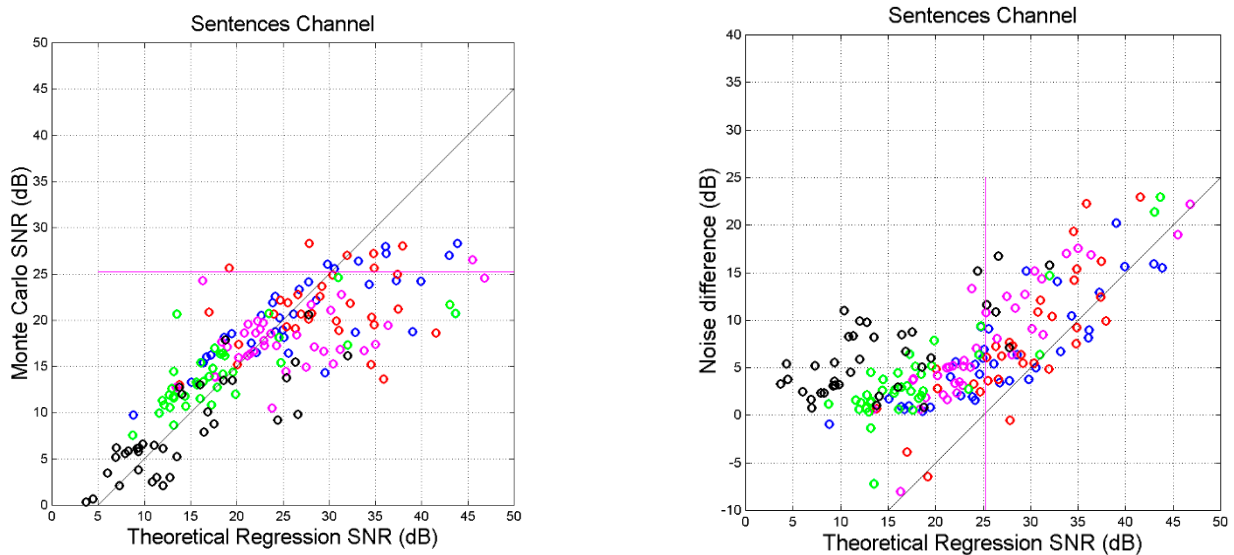 Sentences Channel
50
45
40
35
30
25
20
15
10
5
0
Monte Carlo SNR (dB)
0 5 10 15 20 25 30 35 40 45 50
Theoretical Regression SNR (dB)
Sentences Channel
40
35
30
25
20
15
10
5
0
-5
-10
Noise difference (dB)
0 5 10 15 20 25 30 35 40 45 50
Theoretical Regression SNR (dB)